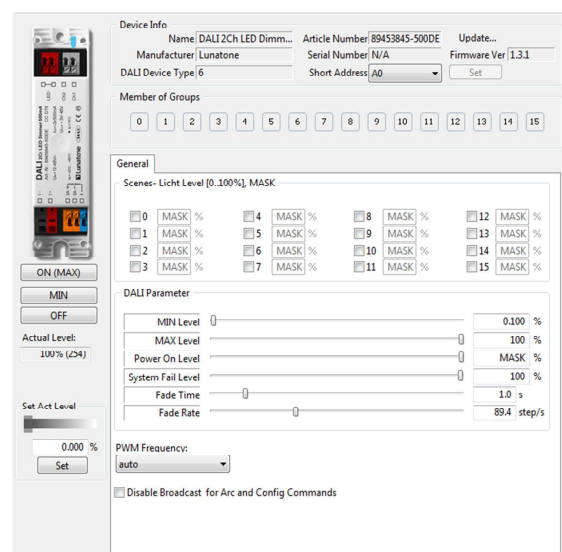 Device Info
Name DALI 2Ch LED Dimm... Article Number 89453845-500DE Update...
Manufacturer Lunatone Serial Number N/A Firmware Ver 1.3.1
DALI Device Type 6 Short Address A0 Set
Member of Groups
0 1 2 3 4 5 6 7 8 9 10 11 12 13 14 15
General
Scenes- Licht Level [0..100%], MASK
0 MASK % 4 MASK % 8 MASK % 12 MASK %
1 MASK % 5 MASK % 9 MASK % 13 MASK %
2 MASK % 6 MASK % 10 MASK % 14 MASK %
3 MASK % 7 MASK % 11 MASK % 15 MASK %
ON (MAX)
MIN
OFF
Actual Level:
100% (254)
Set Act Level
0.000 %
Set
DALI Parameter
MIN Level 0.100 %
MAX Level 100 %
Power On Level MASK %
System Fail Level 100 %
Fade Time 1.0 s
Fade Rate 89.4 step/s
PWM Frequency:
auto
Disable Broadcast for Arc and Config Commands
LED- Ch2 Ch1
DALI 2Ch LED Dimmer 500mA
Lunatone